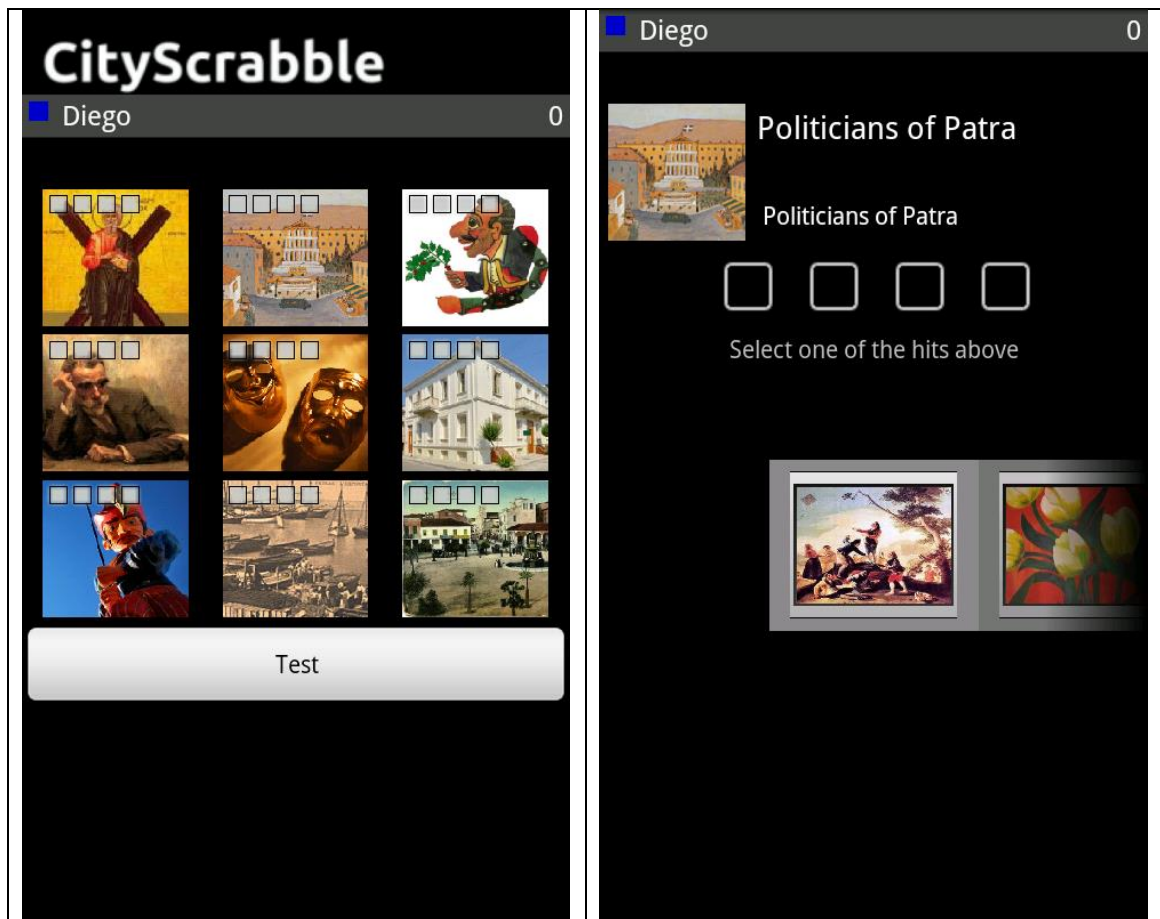 CityScrabble
Diego 0
Test
Diego 0
Politicians of Patra
Politicians of Patra
Select one of the hits above